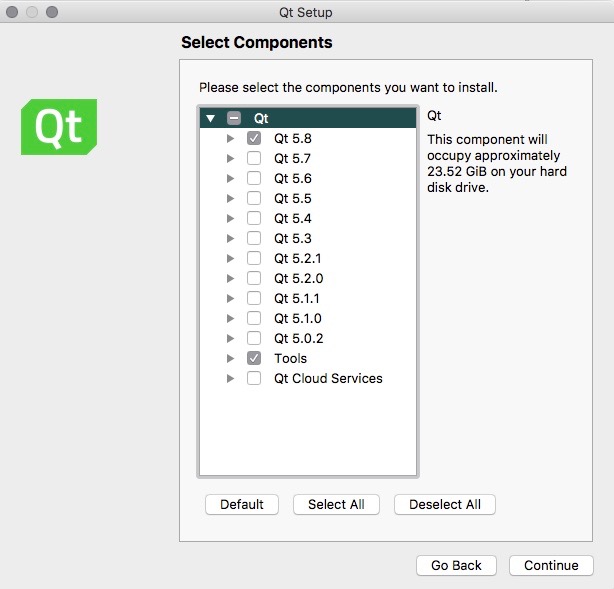 Qt Setup
Select Components
Qt
Please select the components you want to install.
Qt
Qt 5.8
Qt 5.7
Qt 5.6
Qt 5.5
Qt 5.4
Qt 5.3
Qt 5.2.1
Qt 5.2.0
Qt 5.1.1
Qt 5.1.0
Qt 5.0.2
Tools
Qt Cloud Services
Qt
This component will
occupy approximately
23.52 GiB on your hard
disk drive.
Default
Select All
Deselect All
Go Back
Continue